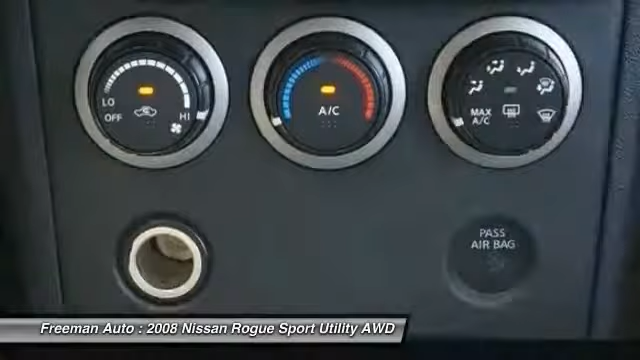 LO
HI
OFF
A/C
MAX
A/C
PASS
AIR BAG
Freeman Auto : 2008 Nissan Rogue Sport Utility AWD